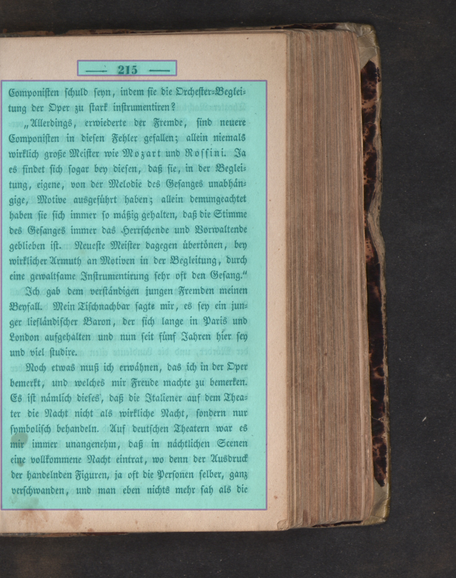 — 215 —
Componisten schuld seyn, indem sie die Orchester-Beglei-
tung der Oper zu stark instrumentiren?
„Allerdings, erwiederte der Fremde, sind neuere
Componisten in diesen Fehler gefallen; allein niemals
wirklich große Meister wie Mozart und Rossini. Ja
es findet sich sogar bey diesen, daß sie, in der Beglei-
tung, eigene, von der Melodie des Gesanges unabhän-
gige, Motive ausgeführt haben; allein demungeachtet
haben sie sich immer so mäßig gehalten, daß die Stimme
des Gesanges immer das Herrschende und Vorwaltende
geblieben ist. Neueste Meister dagegen übertönen, bey
wirklicher Armuth an Motiven in der Begleitung, durch
eine gewaltsame Instrumentirung sehr oft den Gesang.“
Ich gab dem verständigen jungen Fremden meinen
Beyfall. Mein Tischnachbar sagte mir, es sey ein jun-
ger liefländischer Baron, der sich lange in Paris und
London aufgehalten und nun seit fünf Jahren hier sey
und viel studire.
Noch etwas muß ich erwähnen, das ich in der Oper
bemerkt, und welches mir Freude machte zu bemerken.
Es ist nämlich dieses, daß die Italiener auf dem Thea-
ter die Nacht nicht als wirkliche Nacht, sondern nur
symbolisch behandeln. Auf deutschen Theatern war es
mir immer unangenehm, daß in nächtlichen Scenen
eine vollkommene Nacht eintrat, wo denn der Ausdruck
der handelnden Figuren, ja oft die Personen selber, ganz
verschwanden, und man eben nichts mehr sah als die